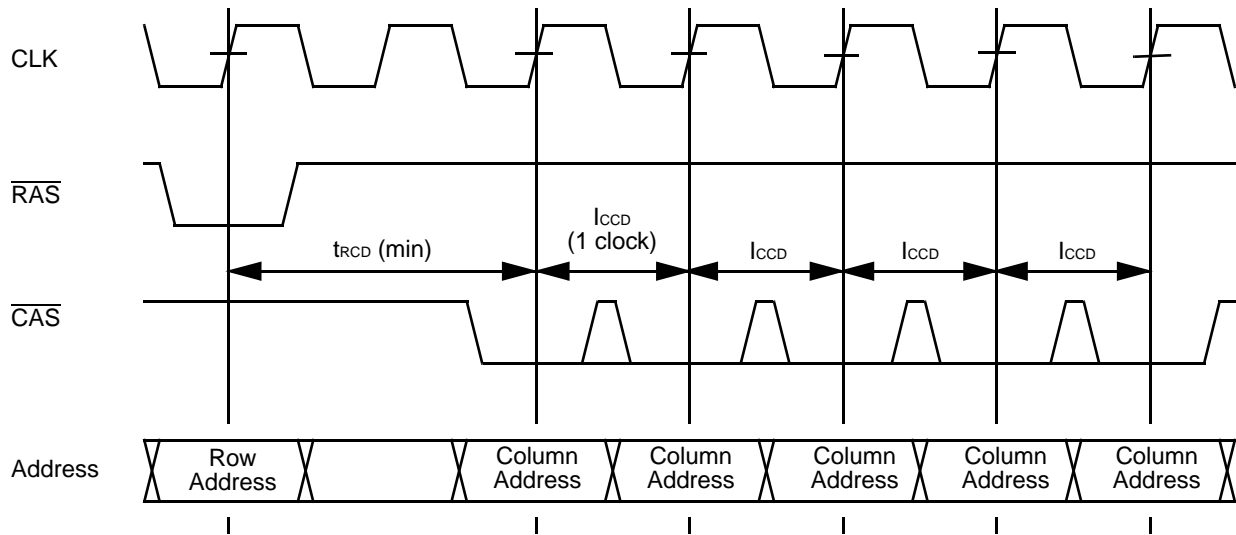 CLK
RAS
tRCD (min)
ICCD
(1 clock)
ICCD
ICCD
ICCD
CAS
Address
Row
Address
Column
Address
Column
Address
Column
Address
Column
Address
Column
Address